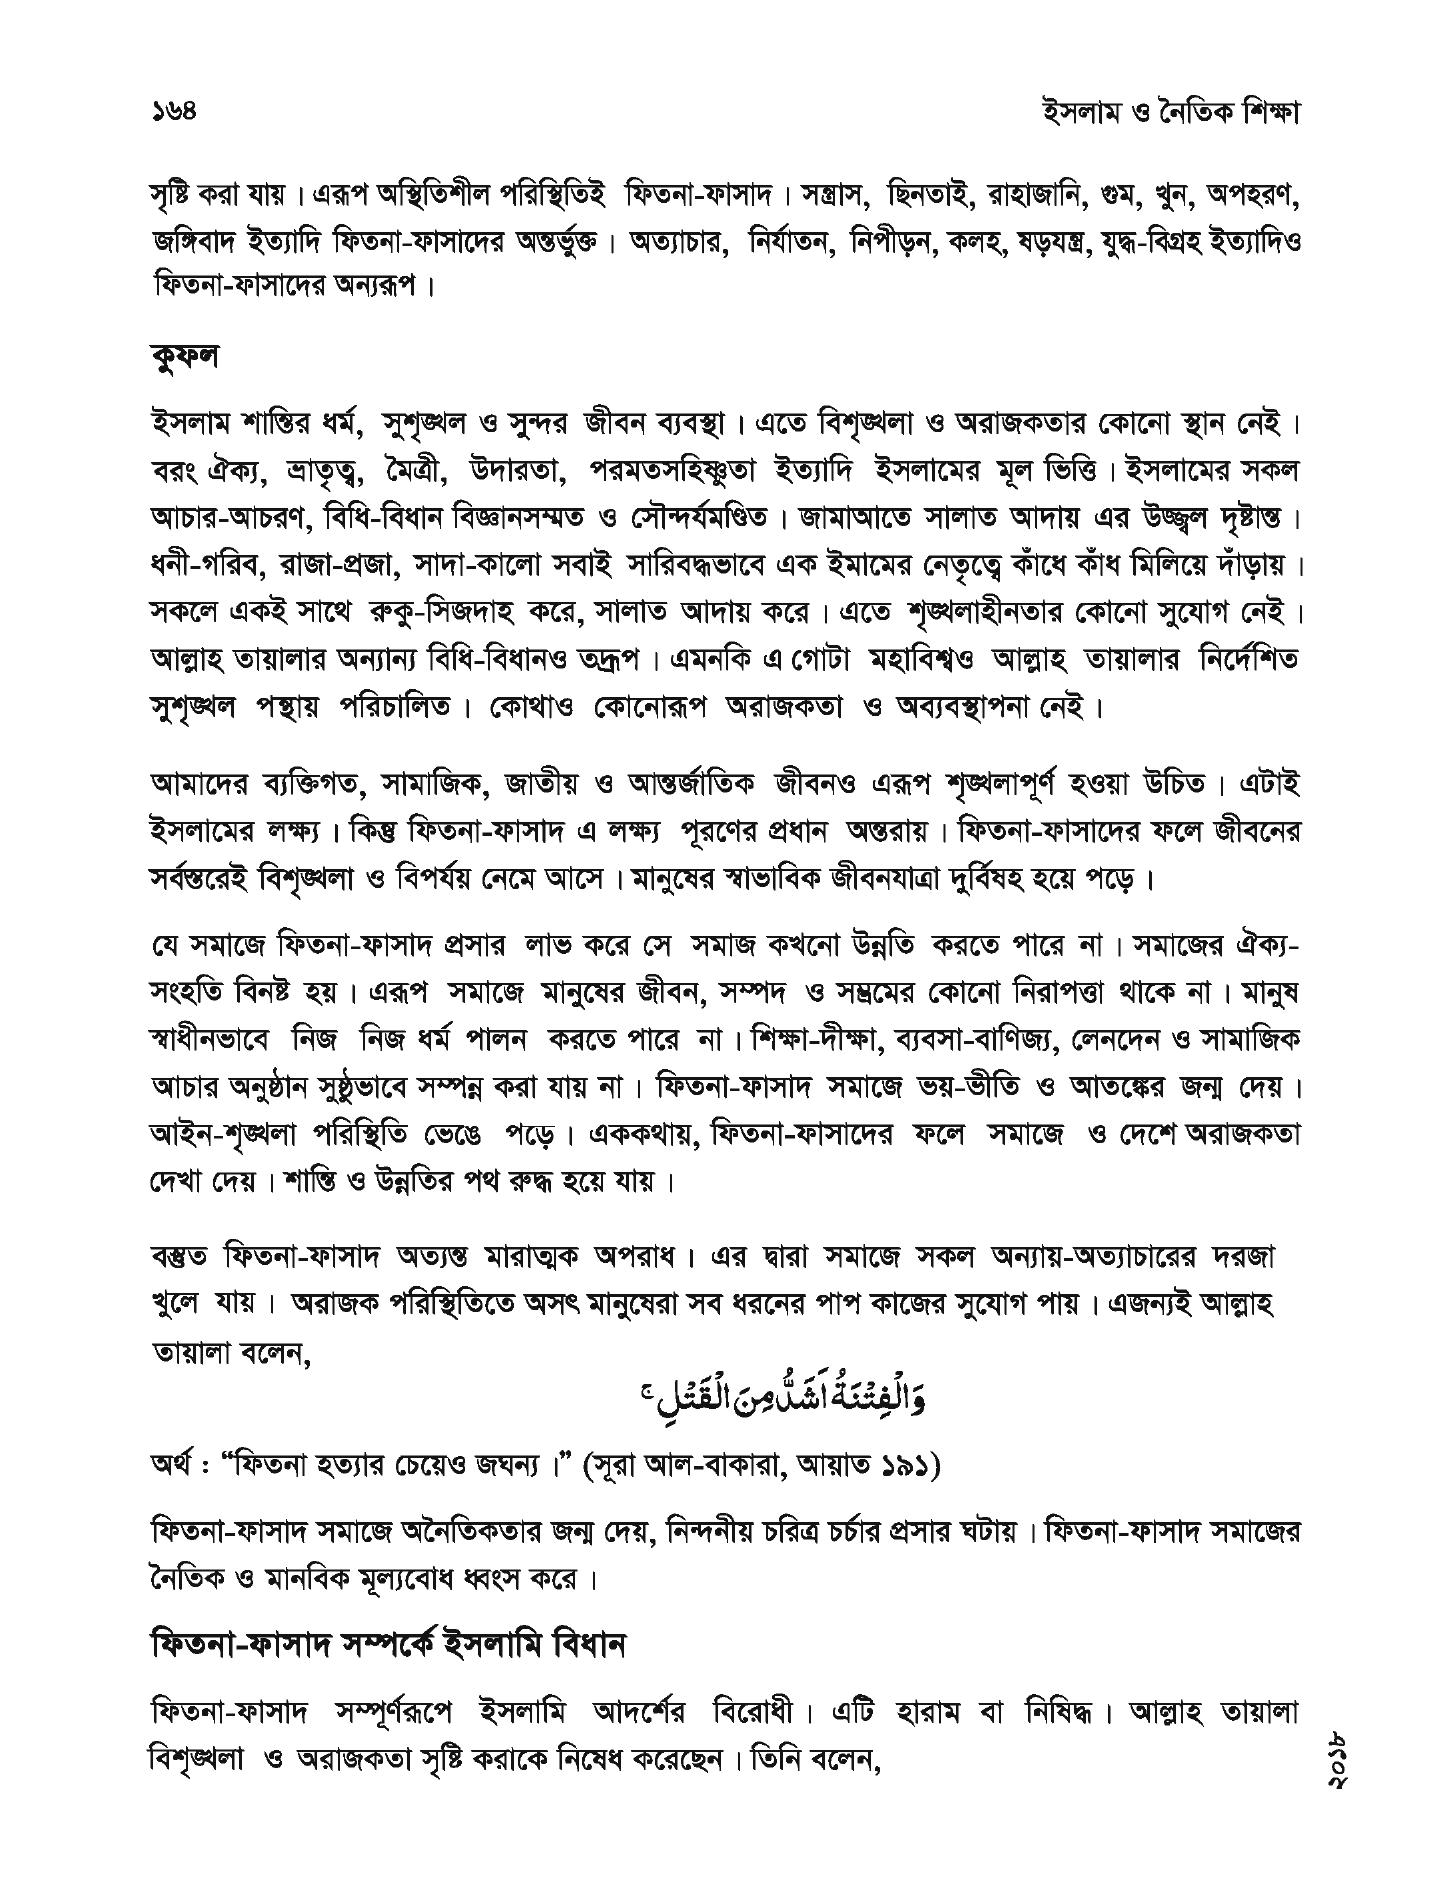 ১৬৪
ইসলাম ও নৈতিক শিক্ষা
সৃষ্টি করা যায় । এরূপ অস্থিতিশীল পরিস্থিতিই ফিতনা-ফাসাদ । সন্ত্রাস, ছিনতাই, রাহাজানি, গুম, খুন, অপহরণ,
জঙ্গিবাদ ইত্যাদি ফিতনা-ফাসাদের অন্তর্ভুক্ত । অত্যাচার, নির্যাতন, নিপীড়ন, কলহ, ষড়যন্ত্র, যুদ্ধ-বিগ্রহ ইত্যাদিও
ফিতনা-ফাসাদের অন্যরূপ ।
কুফল
ইসলাম শান্তির ধর্ম, সুশৃঙ্খল ও সুন্দর জীবন ব্যবস্থা । এতে বিশৃঙ্খলা ও অরাজকতার কোনো স্থান নেই ।
বরং ঐক্য, ভ্রাতৃত্ব, মৈত্রী, উদারতা, পরমতসহিষ্ণুতা ইত্যাদি ইসলামের মূল ভিত্তি । ইসলামের সকল
আচার-আচরণ, বিধি-বিধান বিজ্ঞানসম্মত ও সৌন্দর্যমণ্ডিত । জামাআতে সালাত আদায় এর উজ্জ্বল দৃষ্টান্ত ।
ধনী-গরিব, রাজা-প্রজা, সাদা-কালো সবাই সারিবদ্ধভাবে এক ইমামের নেতৃত্বে কাঁধে কাঁধ মিলিয়ে দাঁড়ায় ।
সকলে একই সাথে রুকু-সিজদাহ করে, সালাত আদায় করে । এতে শৃঙ্খলাহীনতার কোনো সুযোগ নেই ।
আল্লাহ তায়ালার অন্যান্য বিধি-বিধানও তদ্রূপ । এমনকি এ গোটা মহাবিশ্বও আল্লাহ তায়ালার নির্দেশিত
সুশৃঙ্খল পন্থায় পরিচালিত । কোথাও কোনোরূপ অরাজকতা ও অব্যবস্থাপনা নেই ।
আমাদের ব্যক্তিগত, সামাজিক, জাতীয় ও আন্তর্জাতিক জীবনও এরূপ শৃঙ্খলাপূর্ণ হওয়া উচিত । এটাই
ইসলামের লক্ষ্য । কিন্তু ফিতনা-ফাসাদ এ লক্ষ্য পূরণের প্রধান অন্তরায় । ফিতনা-ফাসাদের ফলে জীবনের
সর্বস্তরেই বিশৃঙ্খলা ও বিপর্যয় নেমে আসে । মানুষের স্বাভাবিক জীবনযাত্রা দুর্বিষহ হয়ে পড়ে ।
যে সমাজে ফিতনা-ফাসাদ প্রসার লাভ করে সে সমাজ কখনো উন্নতি করতে পারে না । সমাজের ঐক্য-
সংহতি বিনষ্ট হয় । এরূপ সমাজে মানুষের জীবন, সম্পদ ও সম্ভ্রমের কোনো নিরাপত্তা থাকে না । মানুষ
স্বাধীনভাবে নিজ নিজ ধর্ম পালন করতে পারে না । শিক্ষা-দীক্ষা, ব্যবসা-বাণিজ্য, লেনদেন ও সামাজিক
আচার অনুষ্ঠান সুষ্ঠুভাবে সম্পন্ন করা যায় না । ফিতনা-ফাসাদ সমাজে ভয়-ভীতি ও আতঙ্কের জন্ম দেয় ।
আইন-শৃঙ্খলা পরিস্থিতি ভেঙে পড়ে । এককথায়, ফিতনা-ফাসাদের ফলে সমাজে ও দেশে অরাজকতা
দেখা দেয় । শান্তি ও উন্নতির পথ রুদ্ধ হয়ে যায় ।
বস্তুত ফিতনা-ফাসাদ অত্যন্ত মারাত্মক অপরাধ । এর দ্বারা সমাজে সকল অন্যায়-অত্যাচারের দরজা
খুলে যায় । অরাজক পরিস্থিতিতে অসৎ মানুষেরা সব ধরনের পাপ কাজের সুযোগ পায় । এজন্যই আল্লাহ
তায়ালা বলেন,
وَالْفِتْنَةُ اَشَدُّ مِنَ الْقَتْلِ ۚ
অর্থ : “ফিতনা হত্যার চেয়েও জঘন্য ।” (সূরা আল-বাকারা, আয়াত ১৯১)
ফিতনা-ফাসাদ সমাজে অনৈতিকতার জন্ম দেয়, নিন্দনীয় চরিত্র চর্চার প্রসার ঘটায় । ফিতনা-ফাসাদ সমাজের
নৈতিক ও মানবিক মূল্যবোধ ধ্বংস করে ।
ফিতনা-ফাসাদ সম্পর্কে ইসলামি বিধান
ফিতনা-ফাসাদ সম্পূর্ণরূপে ইসলামি আদর্শের বিরোধী । এটি হারাম বা নিষিদ্ধ । আল্লাহ তায়ালা
বিশৃঙ্খলা ও অরাজকতা সৃষ্টি করাকে নিষেধ করেছেন । তিনি বলেন,
২০১৮